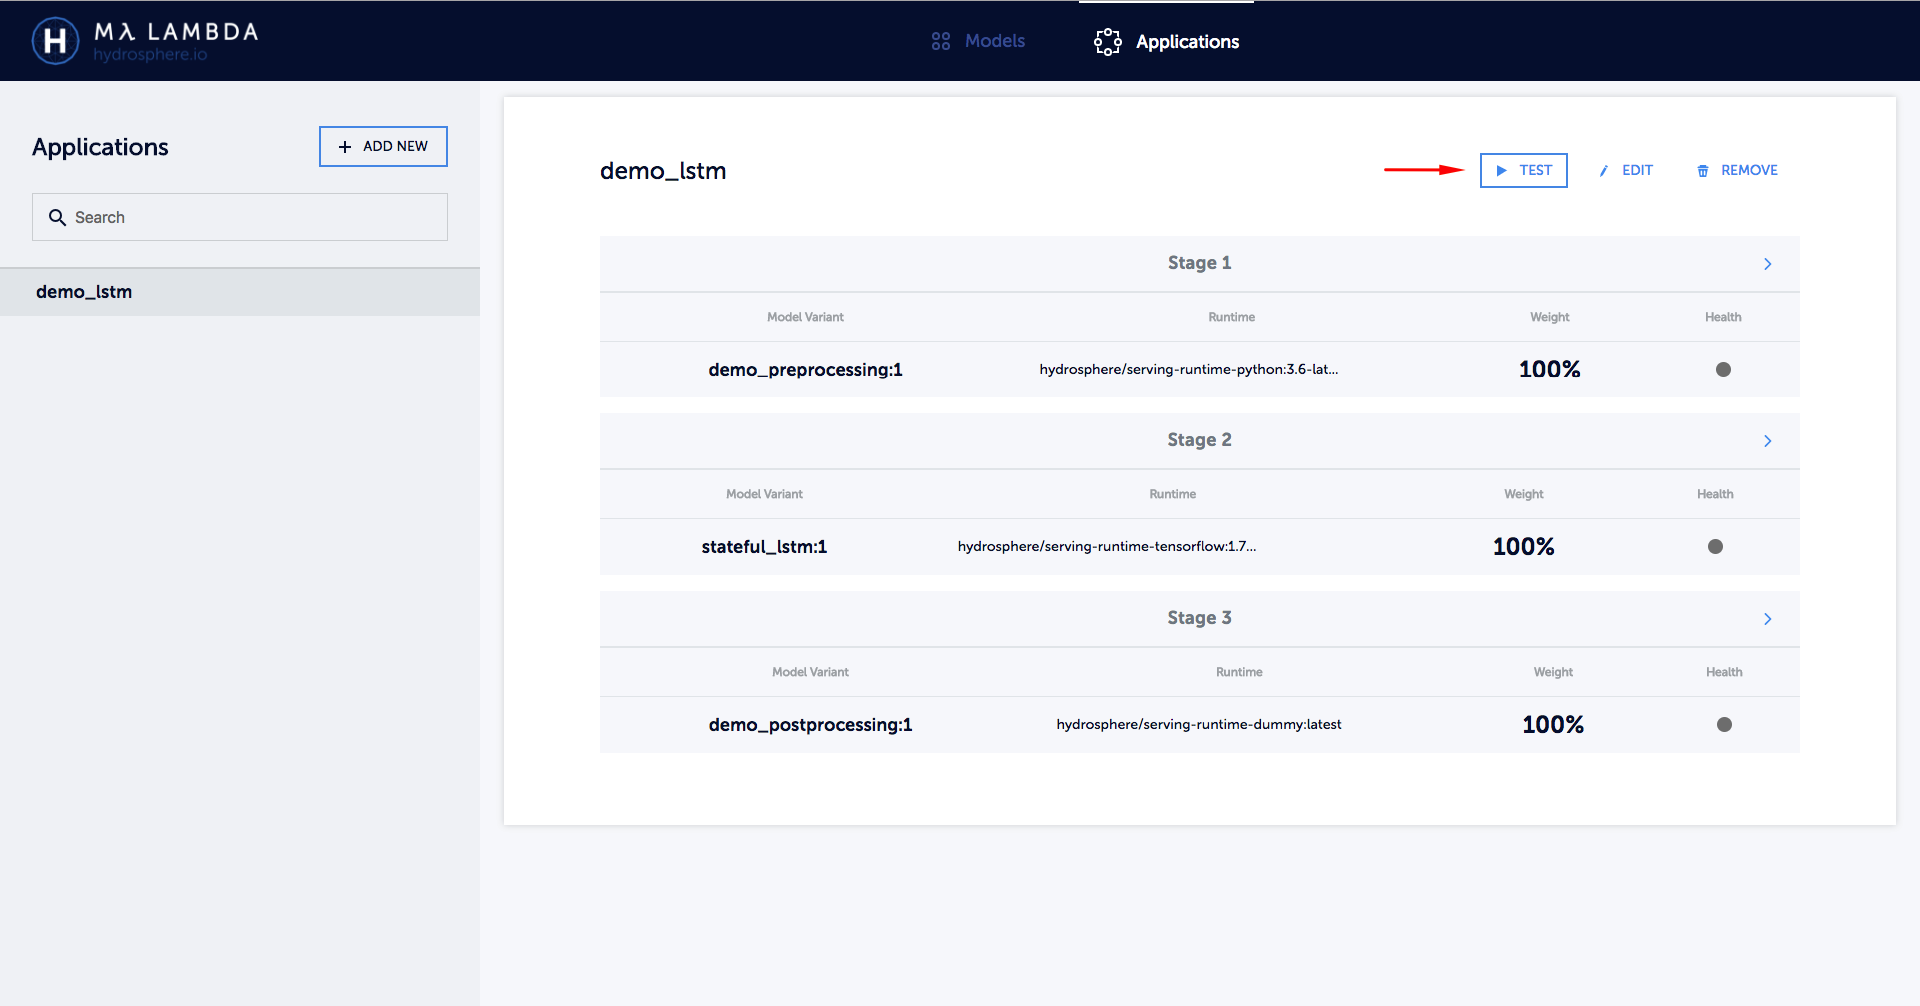 H
Mλ LAMBDA
hydrosphere.io
Models
Applications
Applications
+ ADD NEW
Search
demo_lstm
demo_lstm
TEST
EDIT
REMOVE
Stage 1
Model Variant Runtime Weight Health
demo_preprocessing:1 hydrosphere/serving-runtime-python:3.6-lat... 100%
Stage 2
Model Variant Runtime Weight Health
stateful_lstm:1 hydrosphere/serving-runtime-tensorflow:1.7... 100%
Stage 3
Model Variant Runtime Weight Health
demo_postprocessing:1 hydrosphere/serving-runtime-dummy:latest 100%